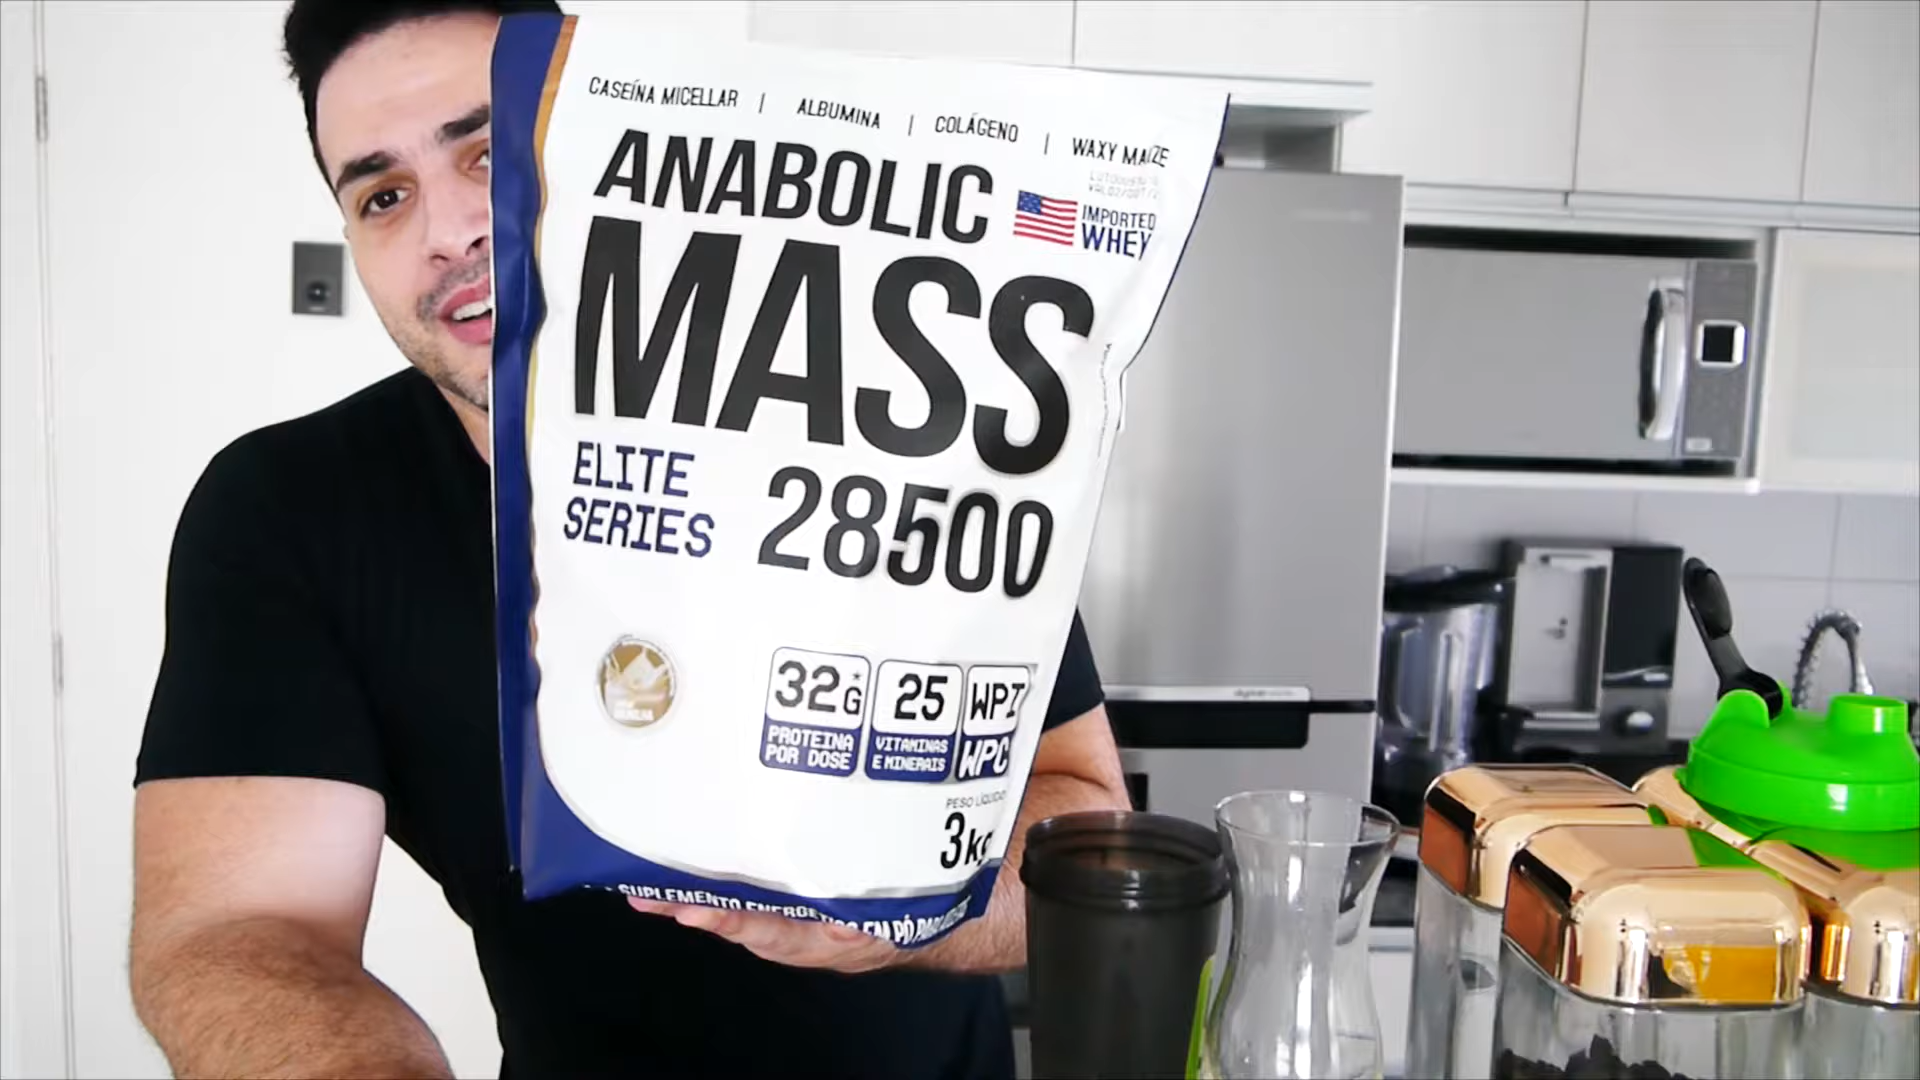 CASEÍNA MICELLAR | ALBUMINA | COLÁGENO | WAXY MAIZE
ANABOLIC
IMPORTED
WHEY
MASS
ELITE
SERIES
28500
32G*
PROTEINA
POR DOSE
25
VITAMINAS
E MINERAIS
WPI
WPC
PESO LÍQUIDO
3kg
SUPLEMENTO ENERGÉTICO EM PÓ